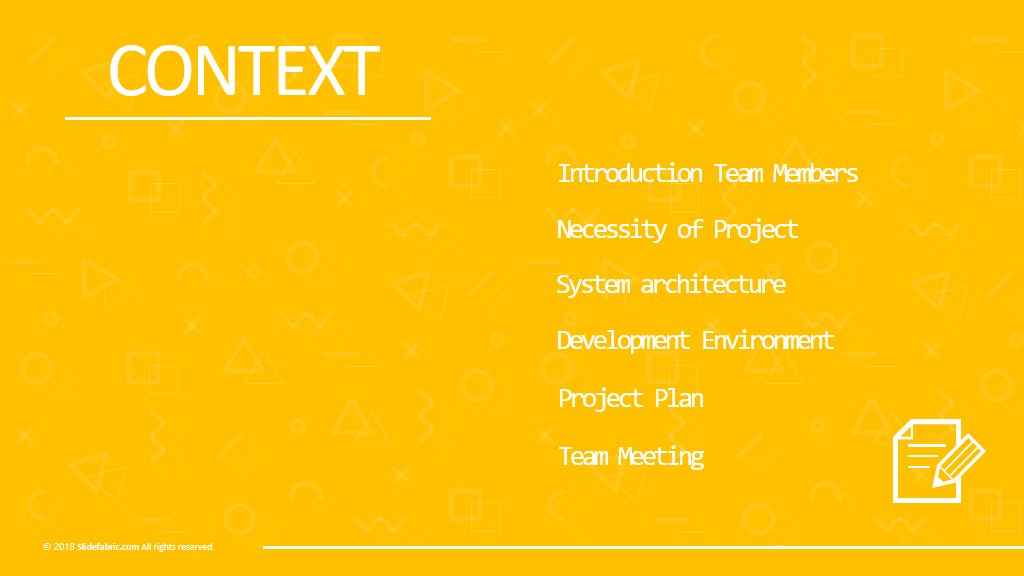 CONTEXT
Introduction Team Members
Necessity of Project
System architecture
Development Environment
Project Plan
Team Meeting
© 2018 Slidefabric.com All rights reserved.